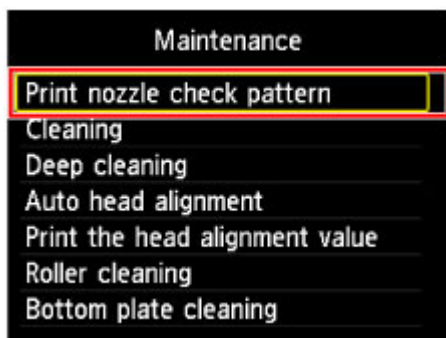 Maintenance
Print nozzle check pattern
Cleaning
Deep cleaning
Auto head alignment
Print the head alignment value
Roller cleaning
Bottom plate cleaning